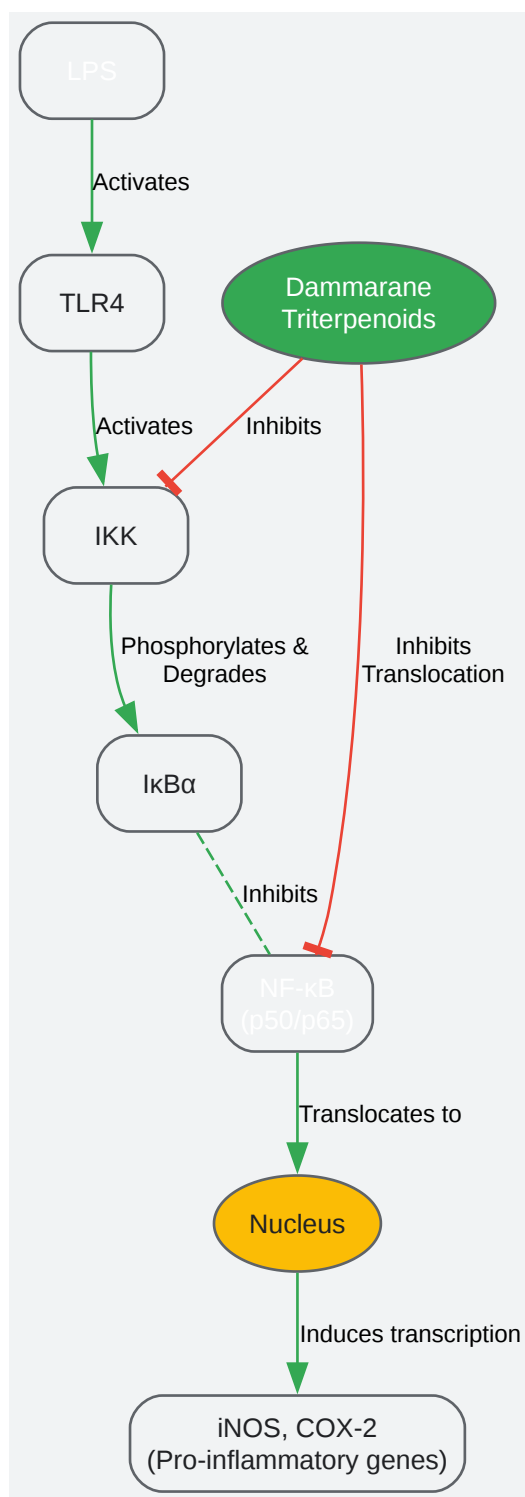 LPS
Activates
TLR4
Dammarane
Triterpenoids
Activates
Inhibits
IKK
Phosphorylates &
Degrades
Inhibits
Translocation
IκBα
Inhibits
NF-κB
(p50/p65)
Translocates to
Nucleus
Induces transcription
iNOS, COX-2
(Pro-inflammatory genes)